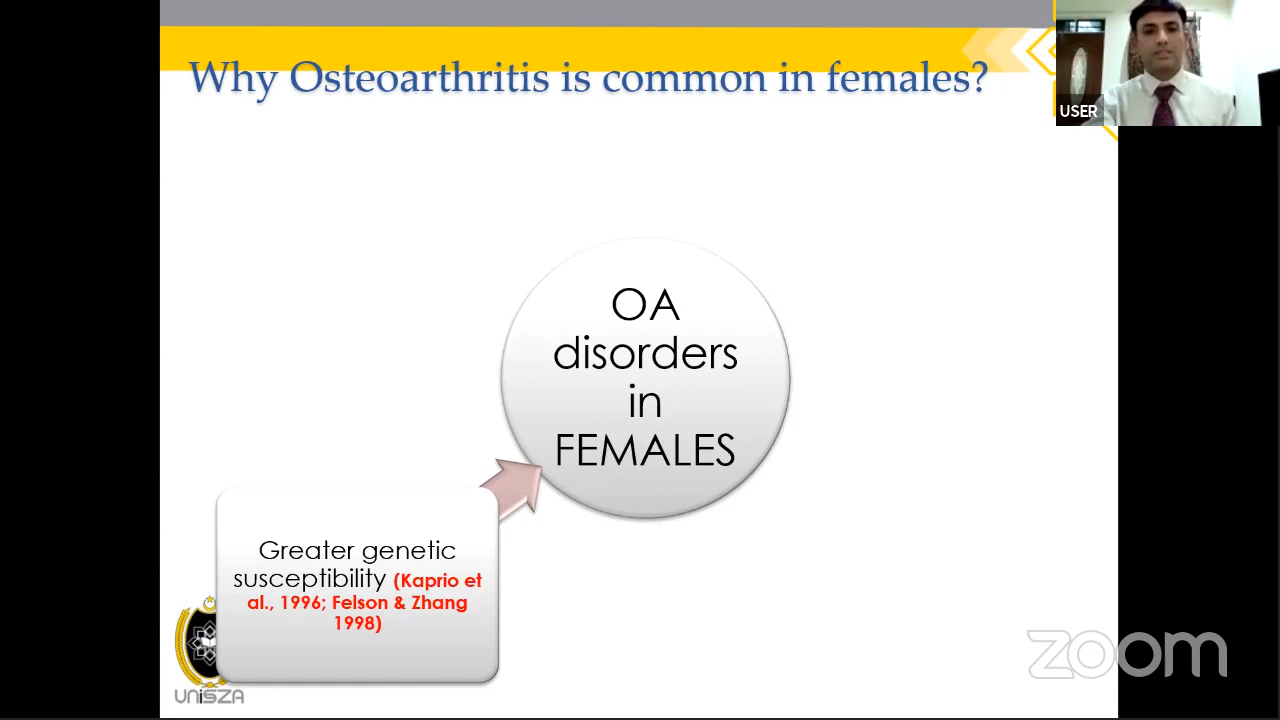 Why Osteoarthritis is common in females?
USER
OA
disorders
in
FEMALES
Greater genetic
susceptibility (Kaprio et
al., 1996; Felson & Zhang
1998)
UNiSZA
zoom